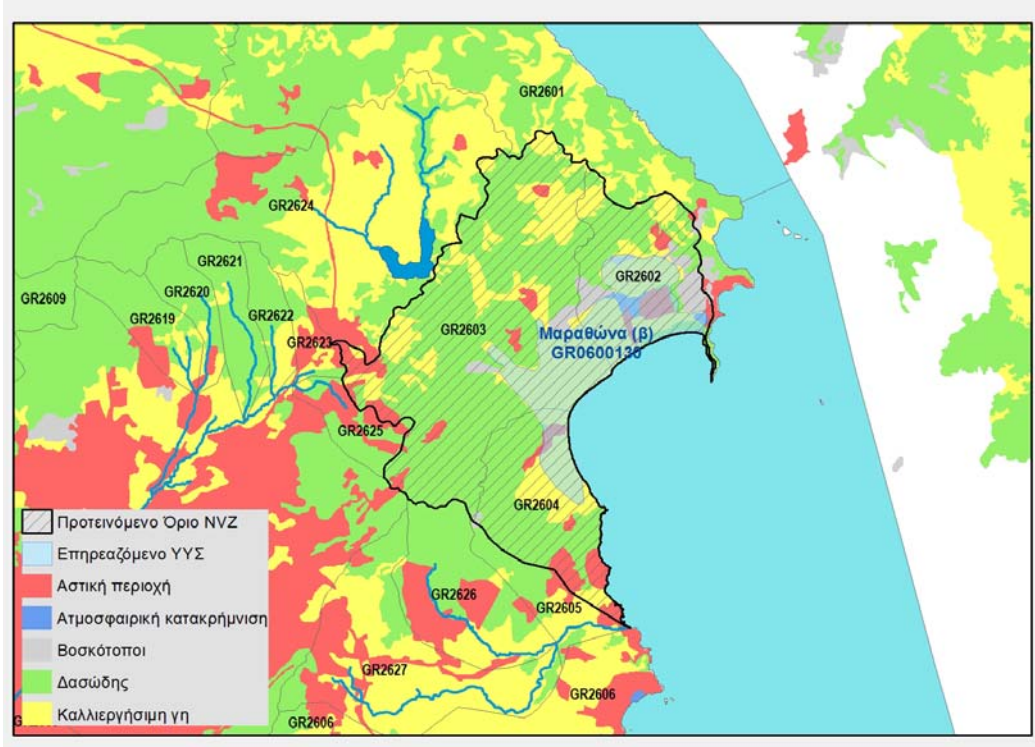 GR2601
GR2624
GR2621
GR2602
GR2609
GR2620
GR2619
GR2622
GR2603
GR2623
Μαραθώνα (β)
GR0600130
GR2625
GR2604
GR2626
GR2605
GR2627
GR2606
GR2606
Προτεινόμενο Όριο NVZ
Επηρεαζόμενο ΥΥΣ
Αστική περιοχή
Ατμοσφαιρική κατακρήμνιση
Βοσκότοποι
Δασώδης
Καλλιεργήσιμη γη